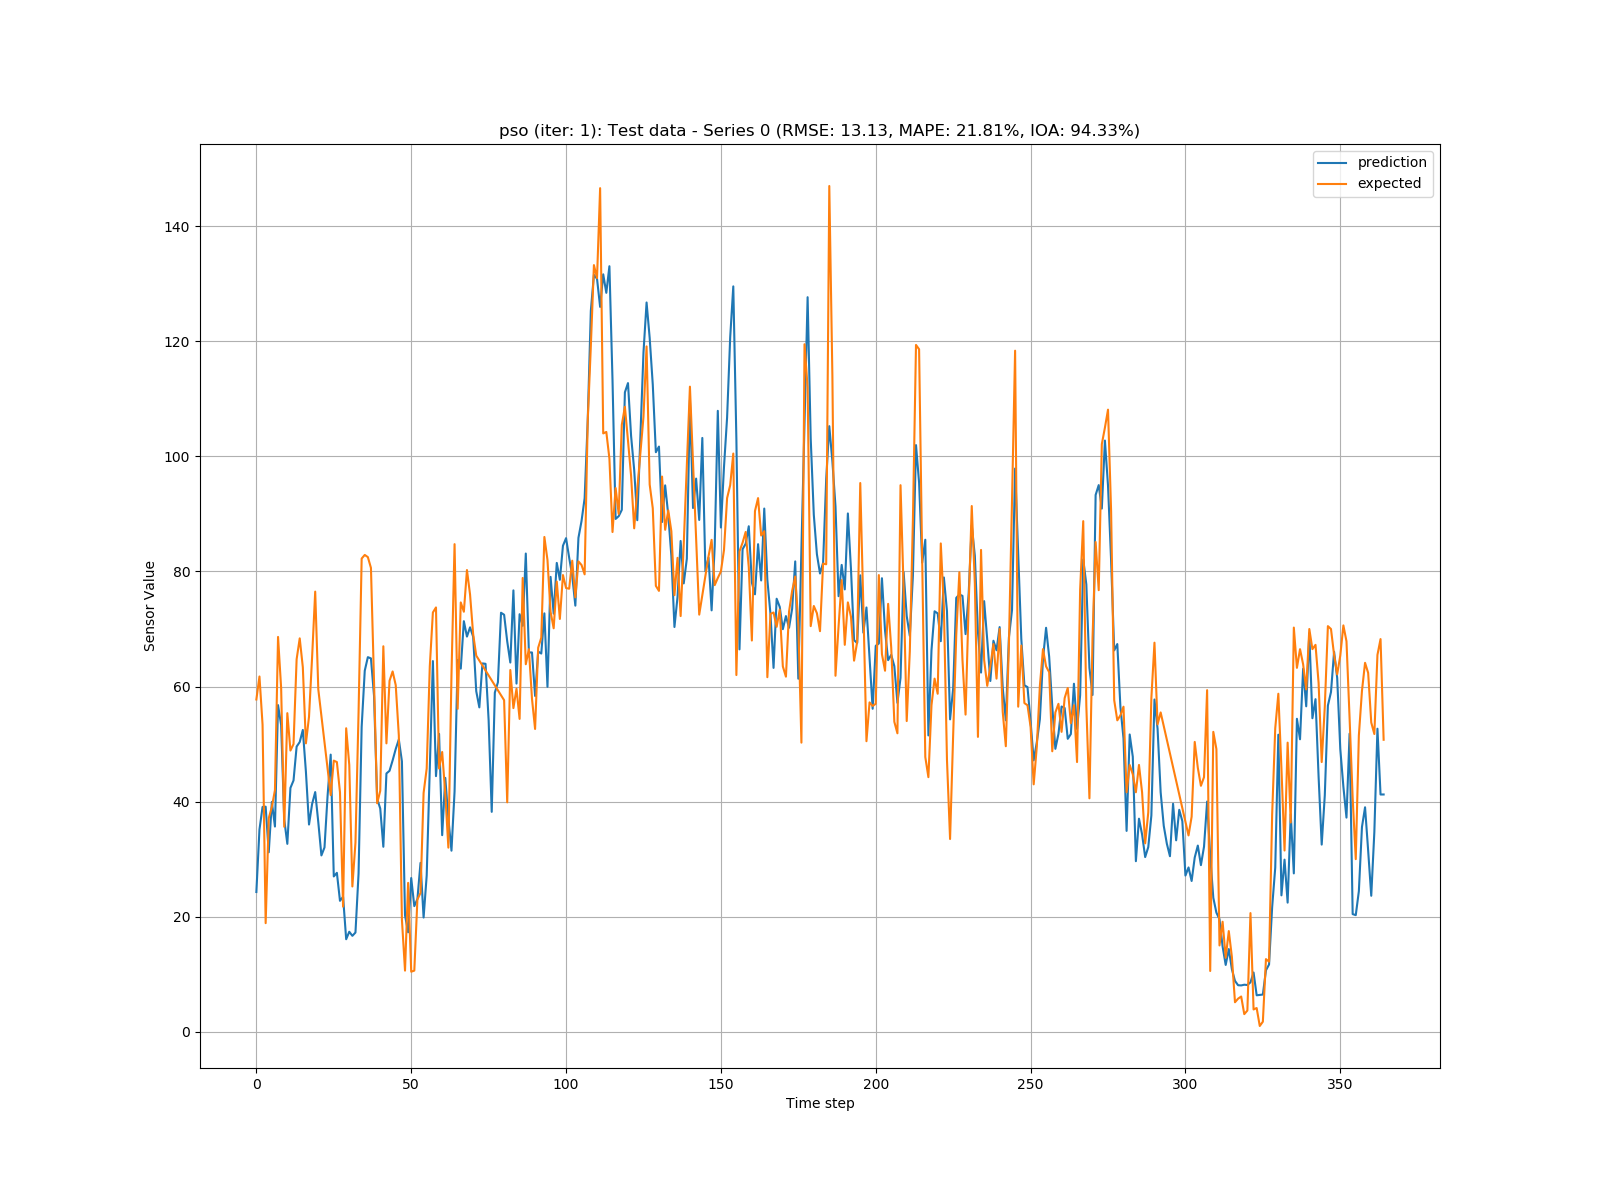 pso (iter: 1): Test data - Series 0 (RMSE: 13.13, MAPE: 21.81%, IOA: 94.33%)
prediction
expected
140
120
100
80
60
40
20
0
Sensor Value
0 50 100 150 200 250 300 350
Time step